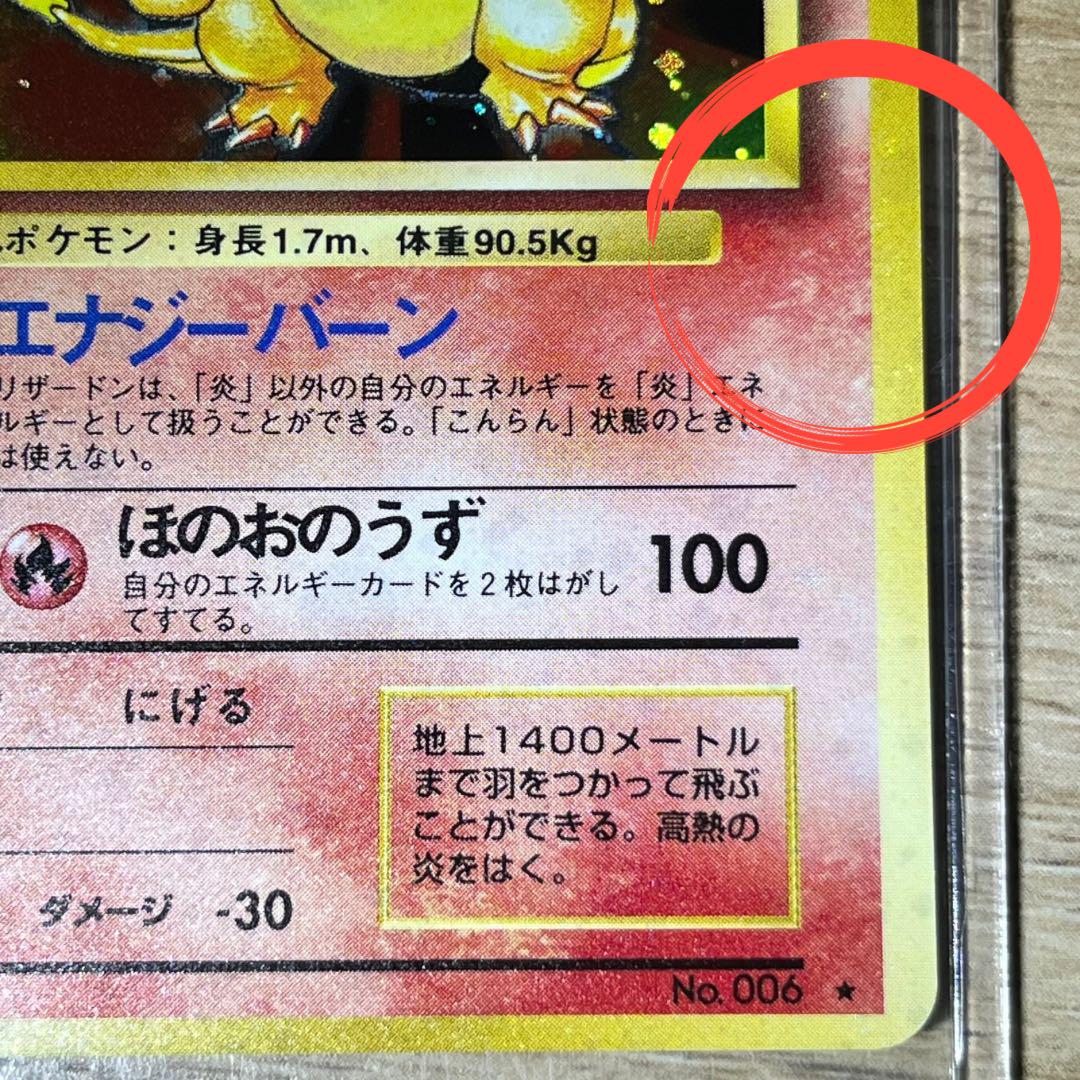 ポケモン：身長1.7m、体重90.5Kg
エナジーバーン
リザードンは、「炎」以外の自分のエネルギーを「炎」エネ
ルギーとして扱うことができる。「こんらん」状態のときに
は使えない。
ほのおのうず 100
自分のエネルギーカードを2枚はがし
てすてる。
にげる
地上1400メートル
まで羽をつかって飛ぶ
ことができる。高熱の
炎をはく。
ダメージ -30
No. 006 ★